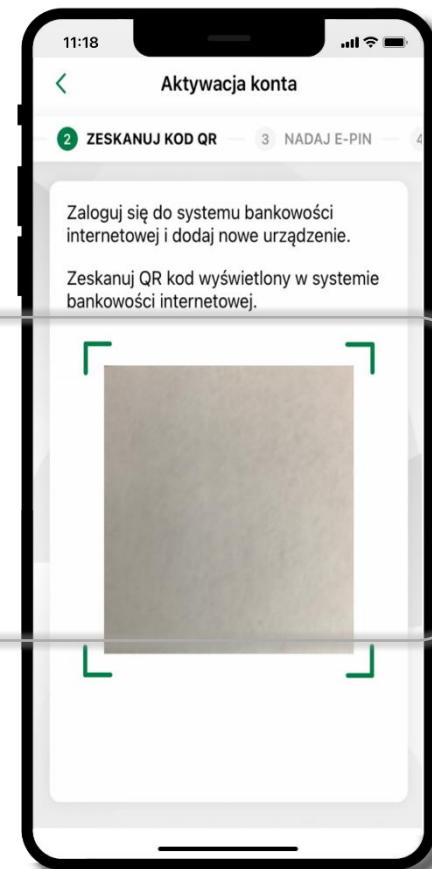 11:18
Aktywacja konta
2 ZESKANUJ KOD QR 3 NADAJ E-PIN 4
Zaloguj się do systemu bankowości
internetowej i dodaj nowe urządzenie.
Zeskanuj QR kod wyświetlony w systemie
bankowości internetowej.